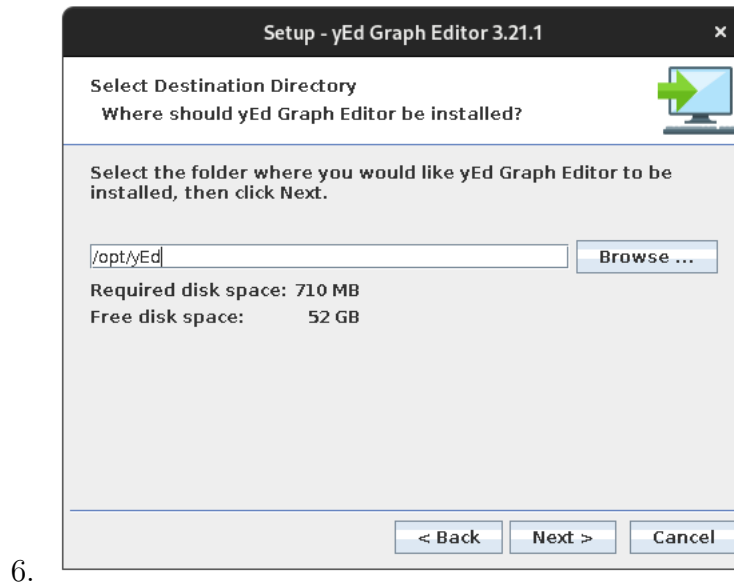 Setup - yEd Graph Editor 3.21.1
Select Destination Directory
Where should yEd Graph Editor be installed?
Select the folder where you would like yEd Graph Editor to be
installed, then click Next.
/opt/yEd
Browse ...
Required disk space: 710 MB
Free disk space: 52 GB
< Back
Next >
Cancel
6.